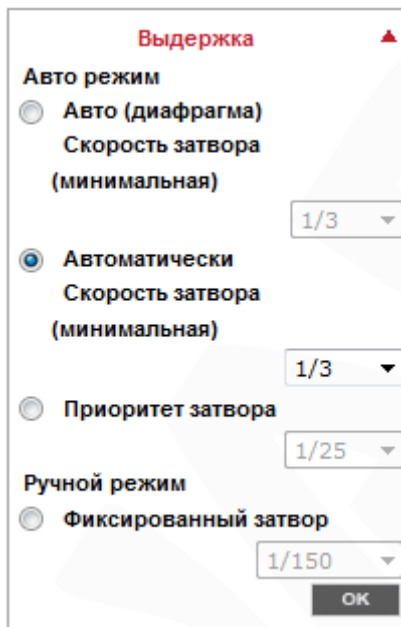 Выдержка
Авто режим
Авто (диафрагма)
Скорость затвора
(минимальная)
1/3
Автоматически
Скорость затвора
(минимальная)
1/3
Приоритет затвора
1/25
Ручной режим
Фиксированный затвор
1/150
OK